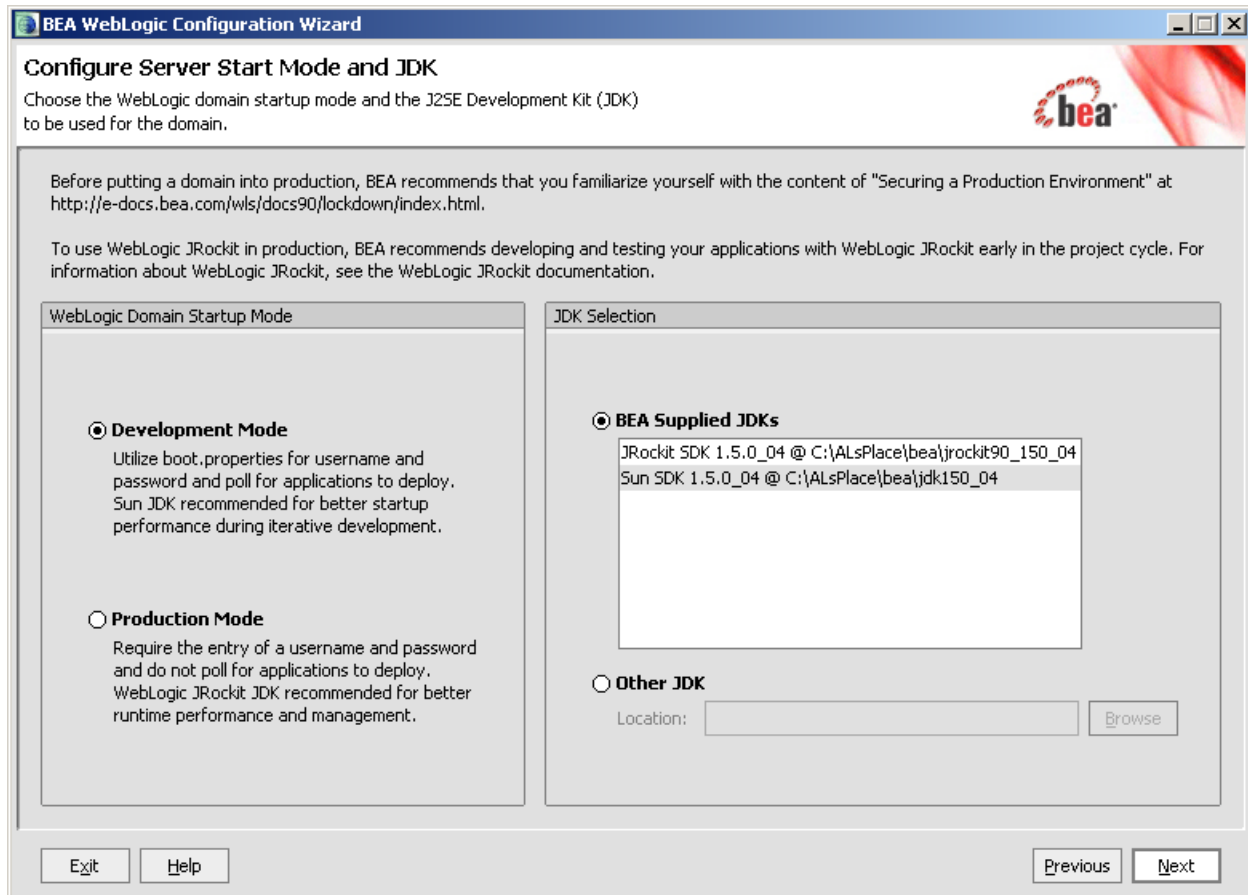 BEA WebLogic Configuration Wizard
Configure Server Start Mode and JDK
Choose the WebLogic domain startup mode and the J2SE Development Kit (JDK)
to be used for the domain.
bea
Before putting a domain into production, BEA recommends that you familiarize yourself with the content of "Securing a Production Environment" at
http://e-docs.bea.com/wls/docs90/lockdown/index.html.
To use WebLogic JRockit in production, BEA recommends developing and testing your applications with WebLogic JRockit early in the project cycle. For
information about WebLogic JRockit, see the WebLogic JRockit documentation.
WebLogic Domain Startup Mode
Development Mode
Utilize boot.properties for username and
password and poll for applications to deploy.
Sun JDK recommended for better startup
performance during iterative development.
Production Mode
Require the entry of a username and password
and do not poll for applications to deploy.
WebLogic JRockit JDK recommended for better
runtime performance and management.
JDK Selection
BEA Supplied JDKs
JRockit SDK 1.5.0_04 @ C:\ALsPlace\bea\jrockit90_150_04
Sun SDK 1.5.0_04 @ C:\ALsPlace\bea\jdk150_04
Other JDK
Location:
Browse
Exit
Help
Previous
Next